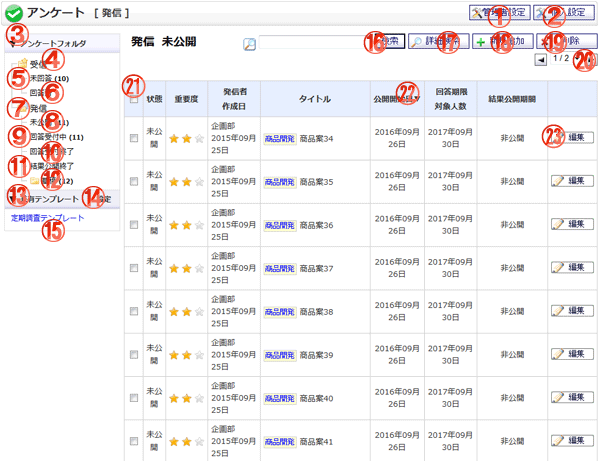 アンケート [ 発信 ]
① 管理者設定 ② 個人設定
③ アンケートフォルダ
④ 受信
⑤ 未回答 (10)
⑥ 回答
⑦ 発信
⑧ 未公開 (11)
⑨ 回答受付中 (11)
⑩ 回答受付終了
⑪ 結果公開終了
⑫ (12)
⑬ 共有テンプレート ⑭ 設定
定期調査テンプレート
⑮
発信 未公開
⑯ 検索 ⑰ 詳細検索 ⑱ 新規追加 ⑲ 削除
1 / 2 ⑳
㉑ 状態 重要度 発信者 作成日 タイトル ㉒ 公開開始日▼ 回答期限 対象人数 結果公開期間
未公開 企画部 2015年09月25日 商品開発 商品案34 2016年09月26日 2017年09月30日 非公開 ㉓ 編集
未公開 企画部 2015年09月25日 商品開発 商品案35 2016年09月26日 2017年09月30日 非公開 編集
未公開 企画部 2015年09月25日 商品開発 商品案36 2016年09月26日 2017年09月30日 非公開 編集
未公開 企画部 2015年09月25日 商品開発 商品案37 2016年09月26日 2017年09月30日 非公開 編集
未公開 企画部 2015年09月25日 商品開発 商品案38 2016年09月26日 2017年09月30日 非公開 編集
未公開 企画部 2015年09月25日 商品開発 商品案39 2016年09月26日 2017年09月30日 非公開 編集
未公開 企画部 2015年09月25日 商品開発 商品案40 2016年09月26日 2017年09月30日 非公開 編集
未公開 企画部 2015年09月25日 商品開発 商品案41 2016年09月26日 2017年09月30日 非公開 編集